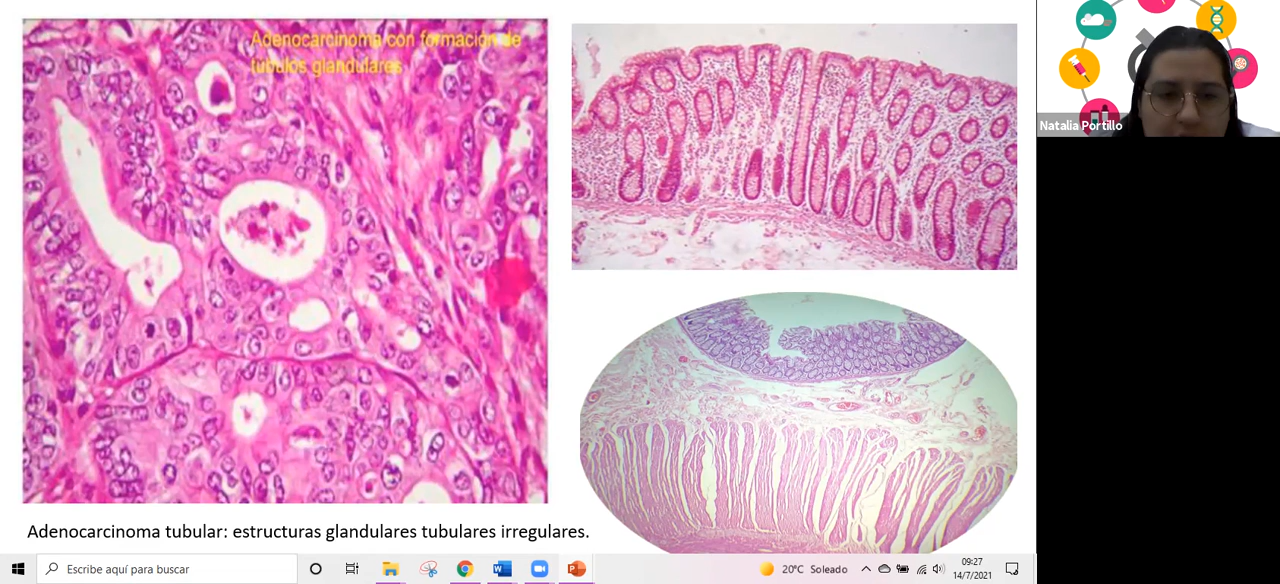 Adenocarcinoma con formación de
túbulos glandulares
Natalia Portillo
Adenocarcinoma tubular: estructuras glandulares tubulares irregulares.
Escribe aquí para buscar
20°C Soleado
09:27
14/7/2021